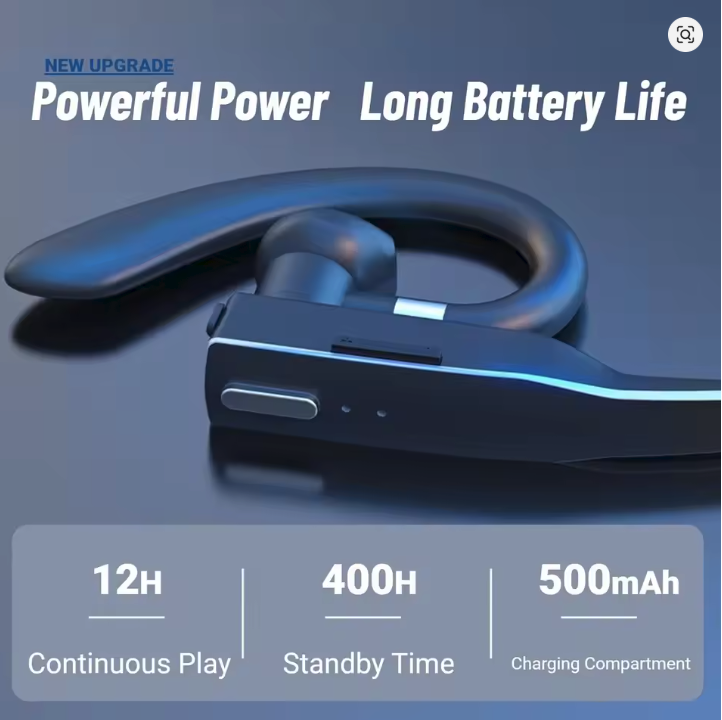 NEW UPGRADE
Powerful Power Long Battery Life
12H 400H 500mAh
Continuous Play Standby Time Charging Compartment